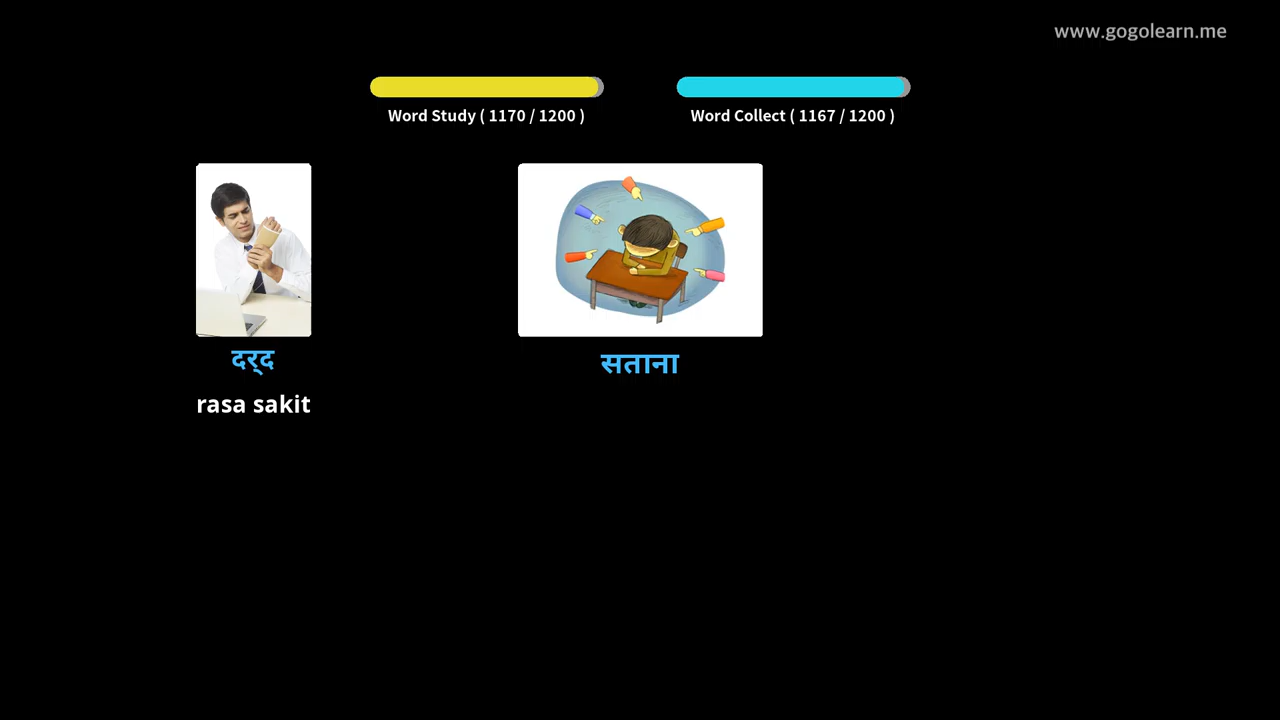 www.gogolearn.me
Word Study ( 1170 / 1200 )
Word Collect ( 1167 / 1200 )
दर्द
सताना
rasa sakit